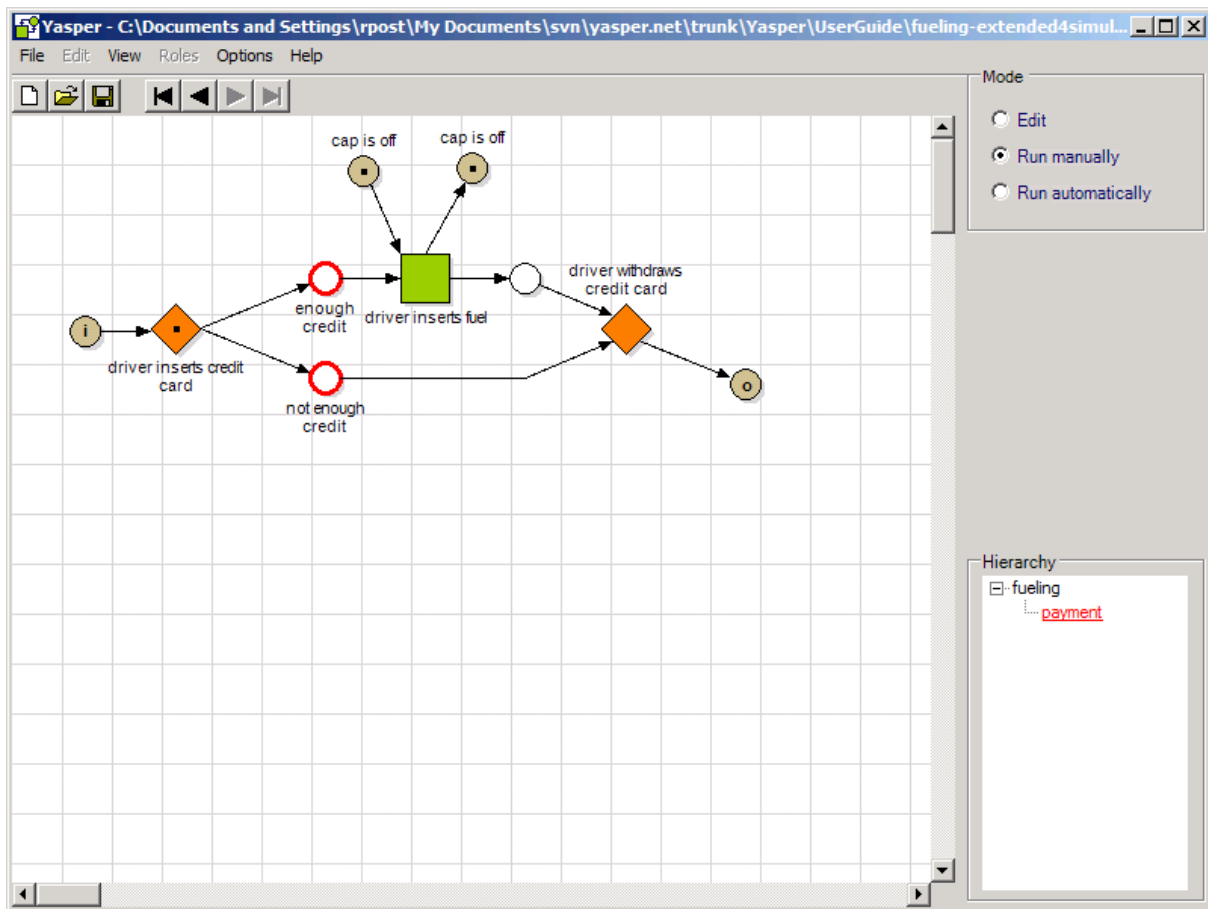 Yasper - C:\Documents and Settings\rpost\My Documents\svn\yasper.net\trunk\Yasper\UserGuide\fueling-extended4simul...
File Edit View Roles Options Help
Mode
Edit
Run manually
Run automatically
cap is off
cap is off
driver withdraws
credit card
enough
credit
driver inserts fuel
i
driver inserts credit
card
not enough
credit
o
Hierarchy
fueling
payment